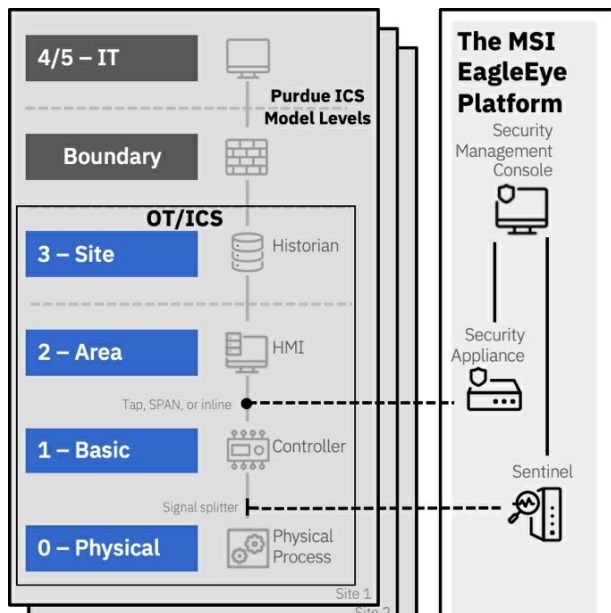 4/5 – IT
Purdue ICS
Model Levels
Boundary
OT/ICS
3 – Site
Historian
2 – Area
HMI
Tap, SPAN, or inline
1 – Basic
Controller
Signal splitter
0 – Physical
Physical
Process
Site 1
Site 2
The MSI
EagleEye
Platform
Security
Management
Console
Security
Appliance
Sentinel